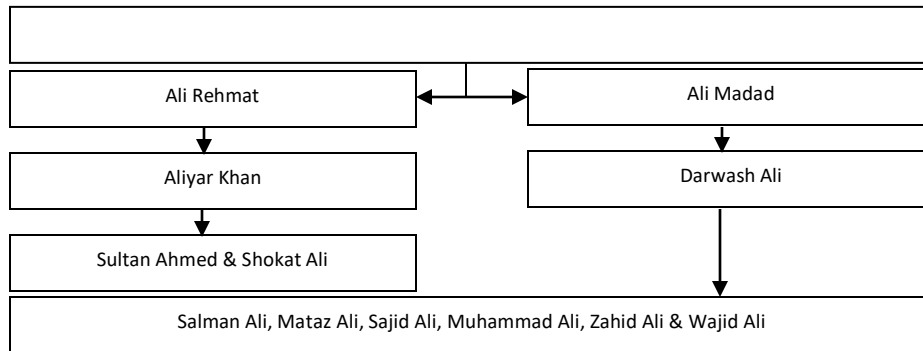 Ali Rehmat
Ali Madad
Aliyar Khan
Darwash Ali
Sultan Ahmed & Shokat Ali
Salman Ali, Mataz Ali, Sajid Ali, Muhammad Ali, Zahid Ali & Wajid Ali